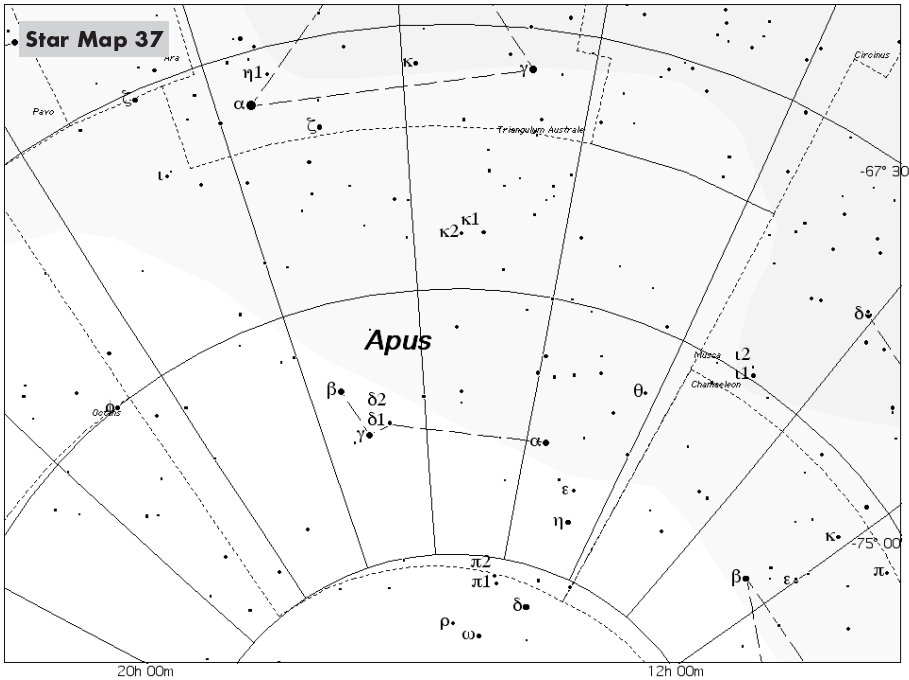 Star Map 37
Ara
Circinus
κ
γ
η1
ζ
α
Pavo
ζ
Triangulum Australe
ι
-67° 30
κ1
κ2
δ
Apus
Musca
ι2
ι1
Chamaeleon
β
θ
δ2
Octans
δ1
γ
α
ε
η
κ
-75° 00
π2
π
π1
β
ε
δ
ρ
ω
20h 00m
12h 00m